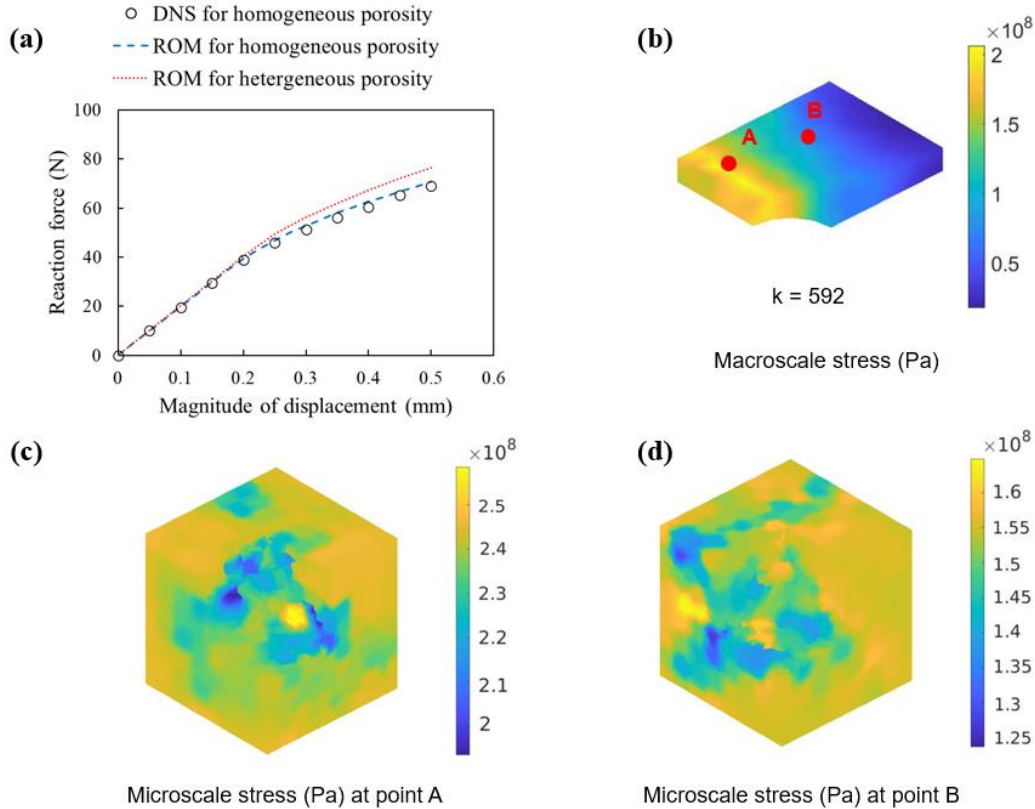 (a)
DNS for homogeneous porosity
ROM for homogeneous porosity
ROM for hetergeneous porosity
100
80
60
40
20
0
Reaction force (N)
0 0.1 0.2 0.3 0.4 0.5 0.6
Magnitude of displacement (mm)
(b)
×10^8
2
1.5
1
0.5
A
B
k = 592
Macroscale stress (Pa)
(c)
×10^8
2.5
2.4
2.3
2.2
2.1
2
Microscale stress (Pa) at point A
(d)
×10^8
1.6
1.55
1.5
1.45
1.4
1.35
1.3
1.25
Microscale stress (Pa) at point B